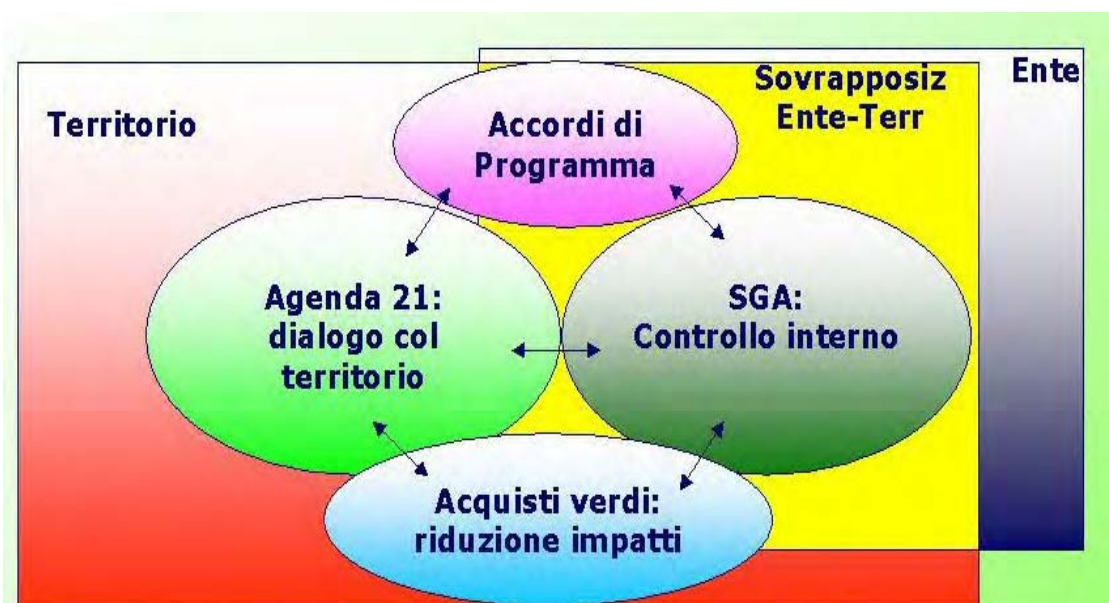 Territorio
Accordi di
Programma
Sovrapposiz
Ente-Terr
Ente
Agenda 21:
dialogo col
territorio
SGA:
Controllo interno
Acquisti verdi:
riduzione impatti